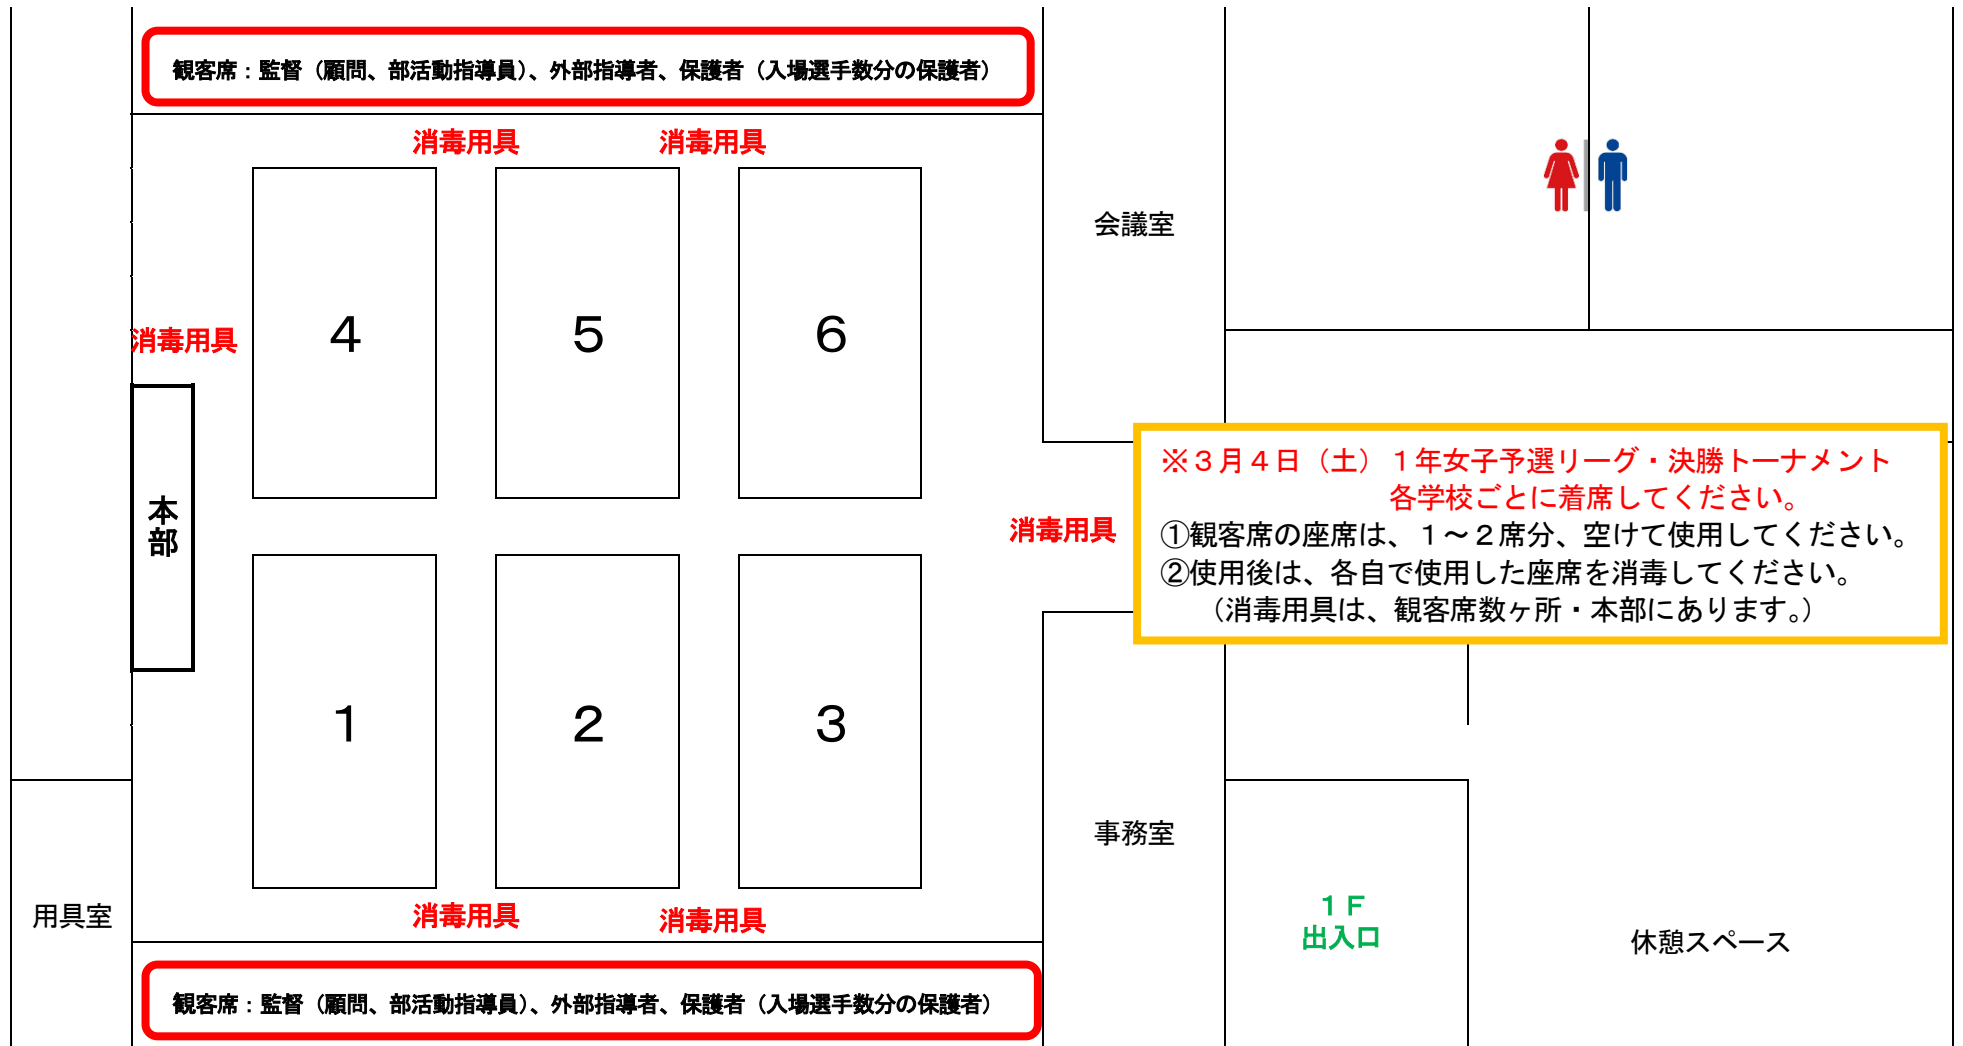 観客席：監督（顧問、部活動指導員）、外部指導者、保護者（入場選手数分の保護者）
消毒用具
消毒用具
会議室
消毒用具
4
5
6
本部
消毒用具
※３月４日（土）１年女子予選リーグ・決勝トーナメント
各学校ごとに着席してください。
①観客席の座席は、１～２席分、空けて使用してください。
②使用後は、各自で使用した座席を消毒してください。
（消毒用具は、観客席数ヶ所・本部にあります。）
1
2
3
事務室
用具室
消毒用具
消毒用具
１Ｆ
出入口
休憩スペース
観客席：監督（顧問、部活動指導員）、外部指導者、保護者（入場選手数分の保護者）